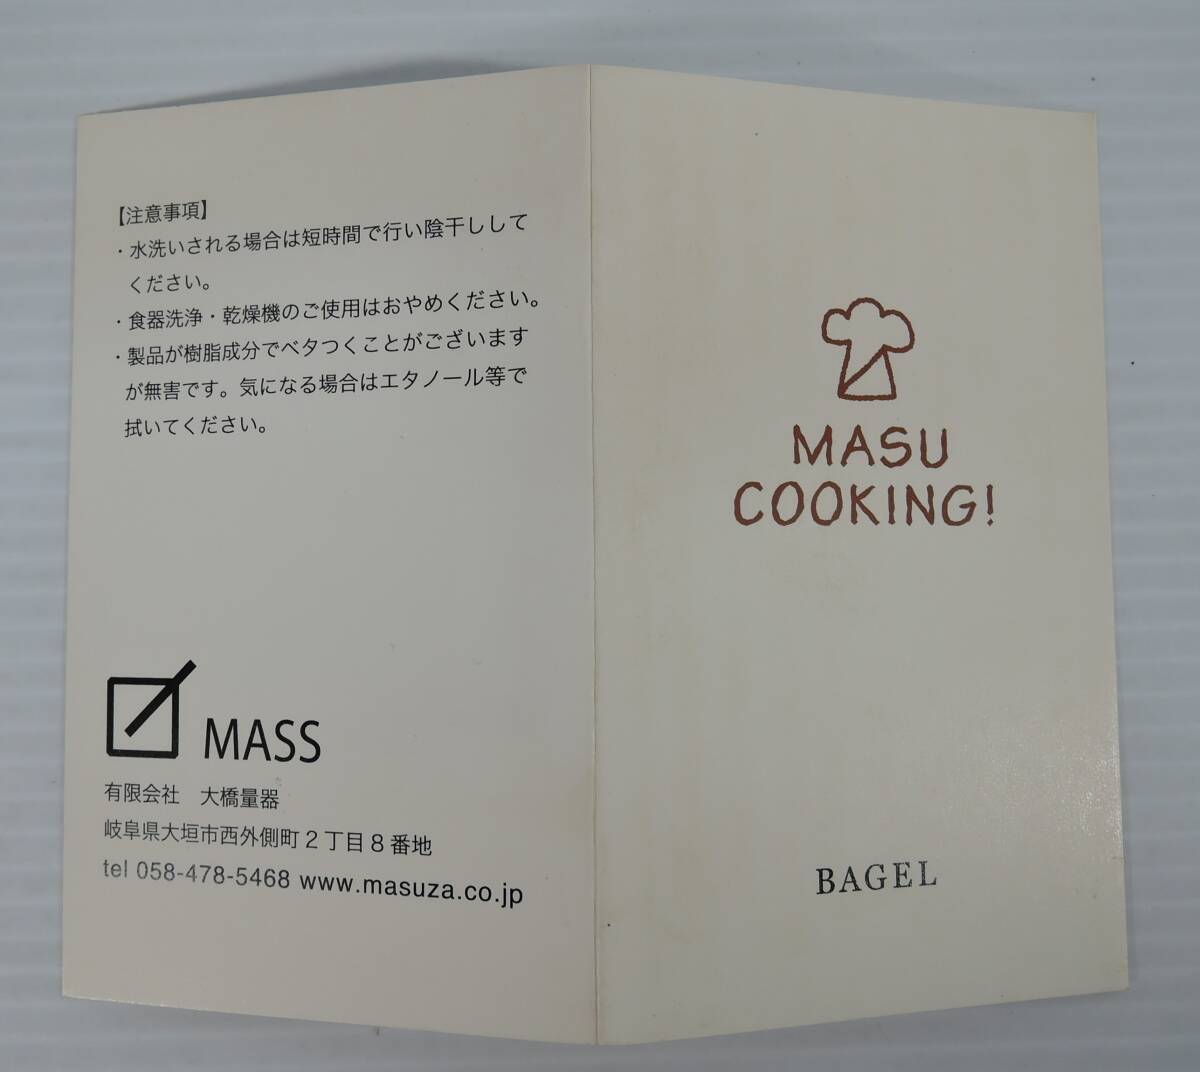 【注意事項】
・水洗いされる場合は短時間で行い陰干しして
ください。
・食器洗浄・乾燥機のご使用はおやめください。
・製品が樹脂成分でベタつくことがございます
が無害です。気になる場合はエタノール等で
拭いてください。
MASS
有限会社　大橋量器
岐阜県大垣市西外側町2丁目8番地
tel 058-478-5468 www.masuza.co.jp
MASU
COOKING!
BAGEL